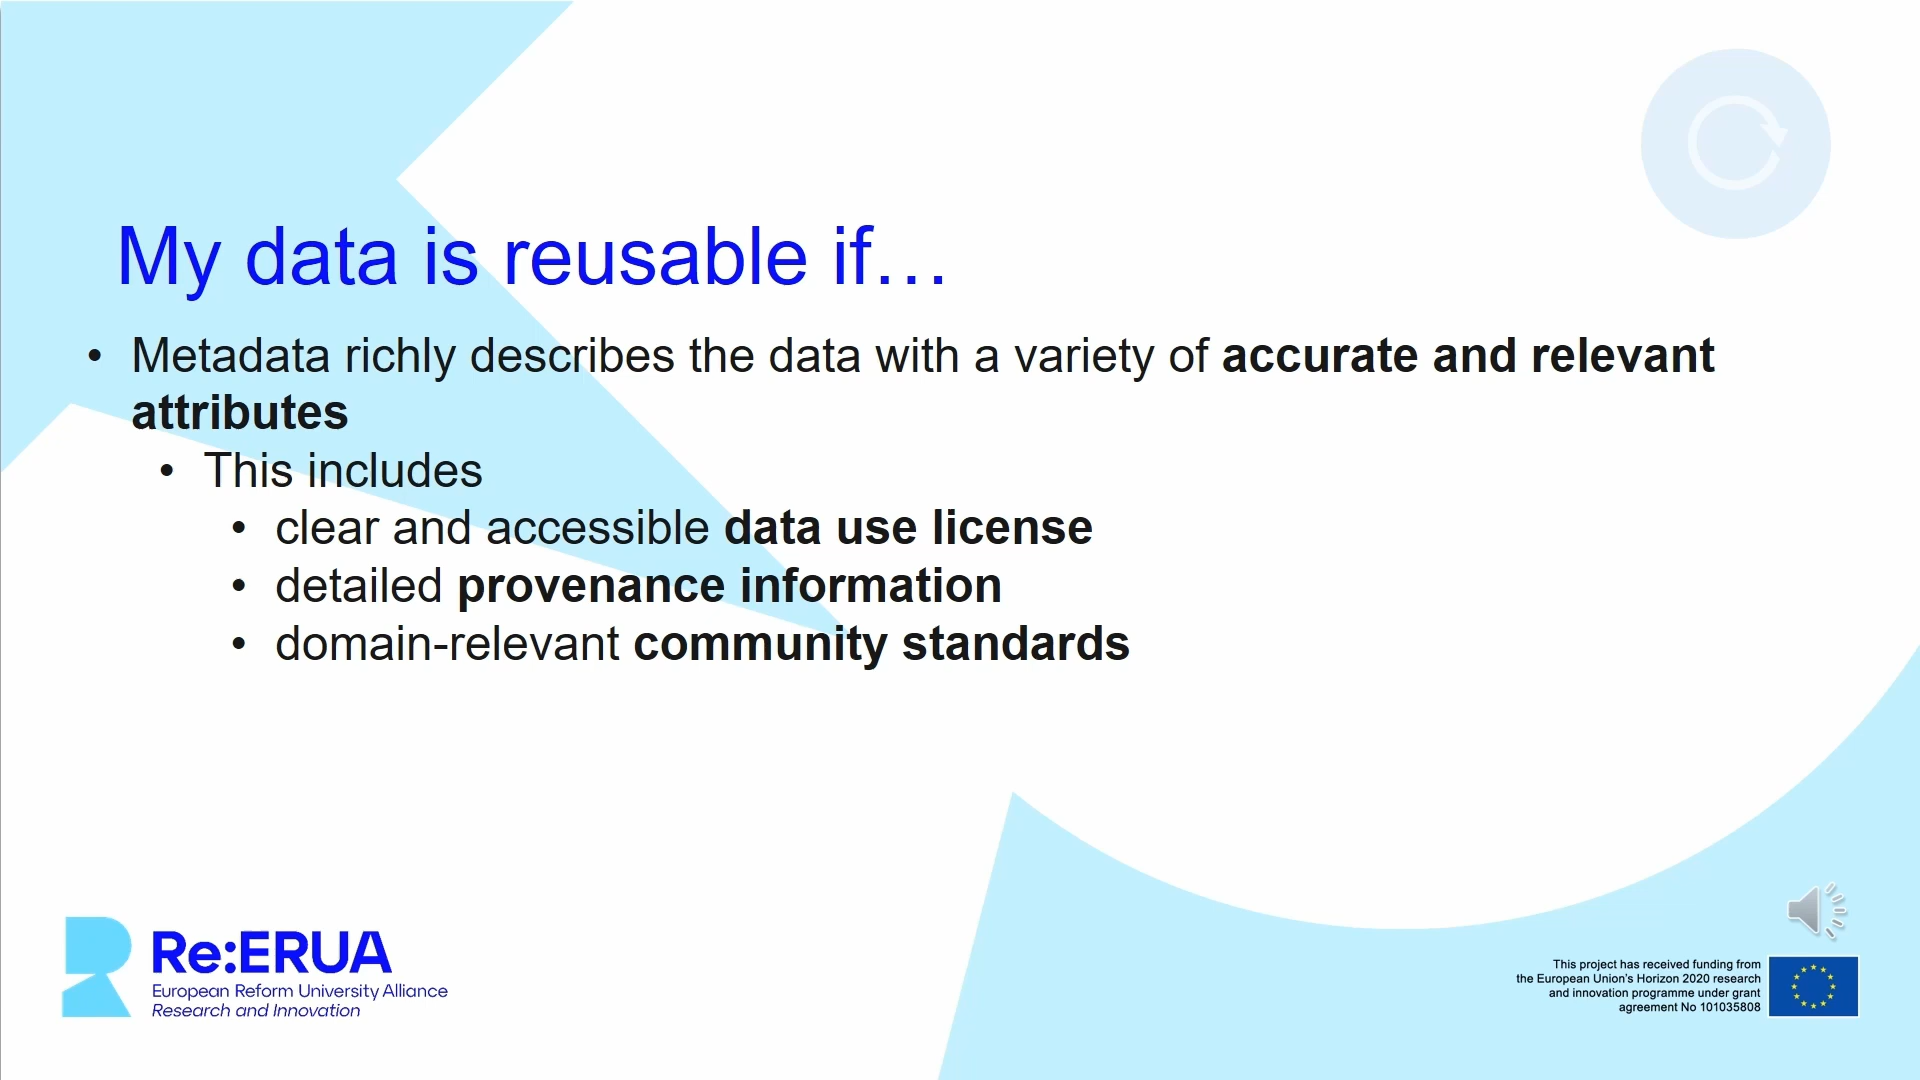 My data is reusable if…
• Metadata richly describes the data with a variety of accurate and relevant
attributes
• This includes
• clear and accessible data use license
• detailed provenance information
• domain-relevant community standards
Re:ERUA
European Reform University Alliance
Research and Innovation
This project has received funding from
the European Union's Horizon 2020 research
and innovation programme under grant
agreement No 101035808